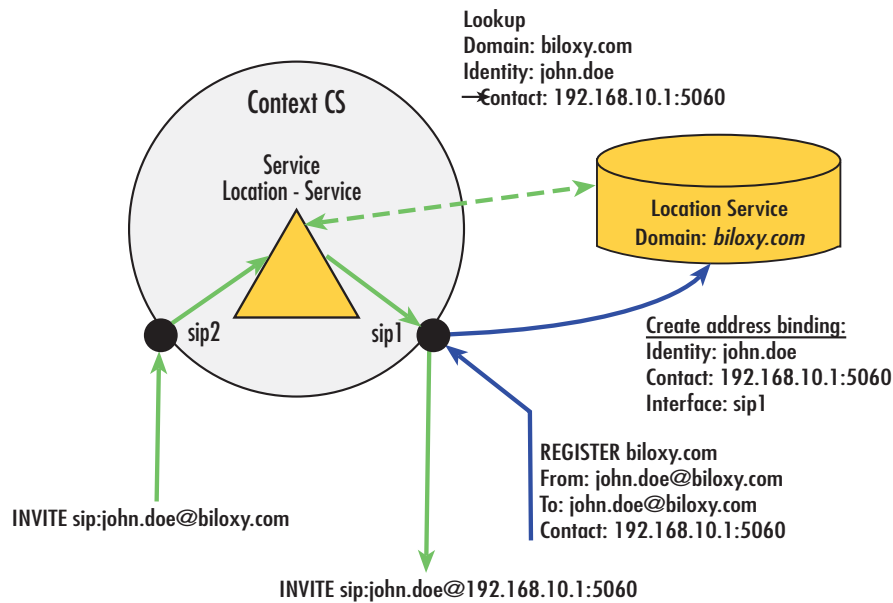 Lookup
Domain: biloxy.com
Identity: john.doe
Contact: 192.168.10.1:5060
Context CS
Service
Location - Service
Location Service
Domain: biloxy.com
sip2
sip1
Create address binding:
Identity: john.doe
Contact: 192.168.10.1:5060
Interface: sip1
REGISTER biloxy.com
From: john.doe@biloxy.com
To: john.doe@biloxy.com
Contact: 192.168.10.1:5060
INVITE sip:john.doe@biloxy.com
INVITE sip:john.doe@192.168.10.1:5060